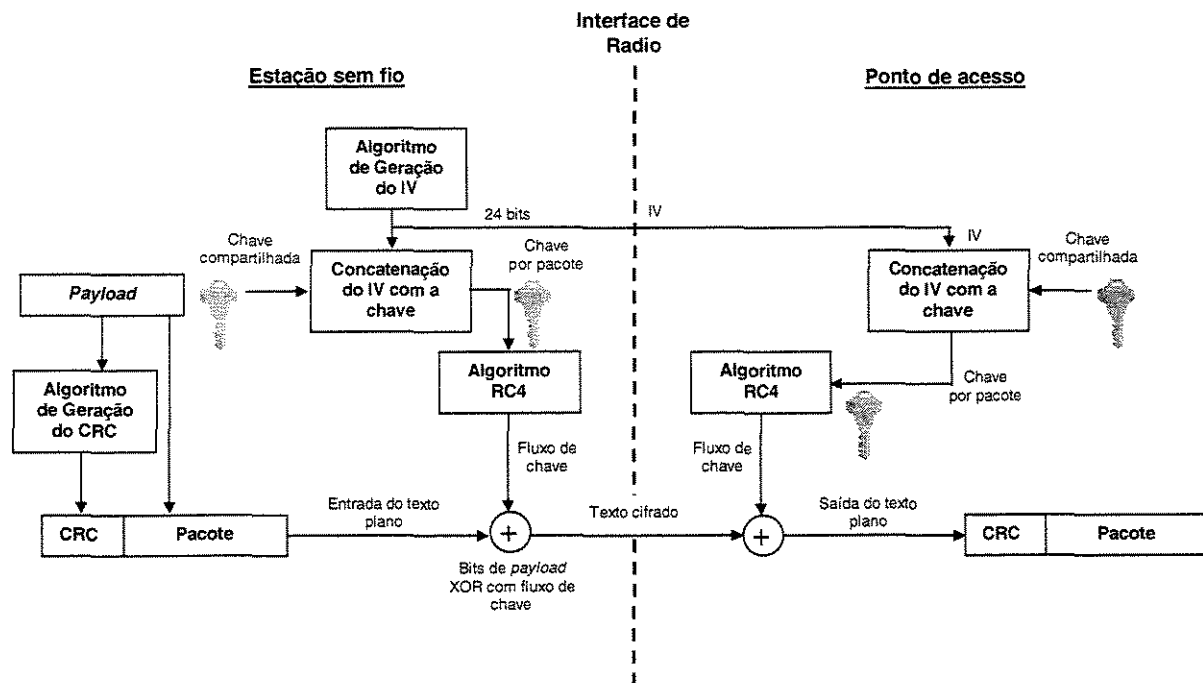 Interface de
Radio
Estação sem fio
Ponto de acesso
Algoritmo
de Geração
do IV
24 bits
IV
IV
Chave
compartilhada
Concatenação
do IV com a
chave
Chave
por pacote
Concatenação
do IV com a
chave
Chave
compartilhada
Payload
Algoritmo
RC4
Algoritmo
RC4
Chave
por pacote
Algoritmo
de Geração
do CRC
Fluxo de
chave
Fluxo de
chave
CRC
Pacote
Entrada do texto
plano
+
Texto cifrado
+
Saída do texto
plano
CRC
Pacote
Bits de payload
XOR com fluxo de
chave